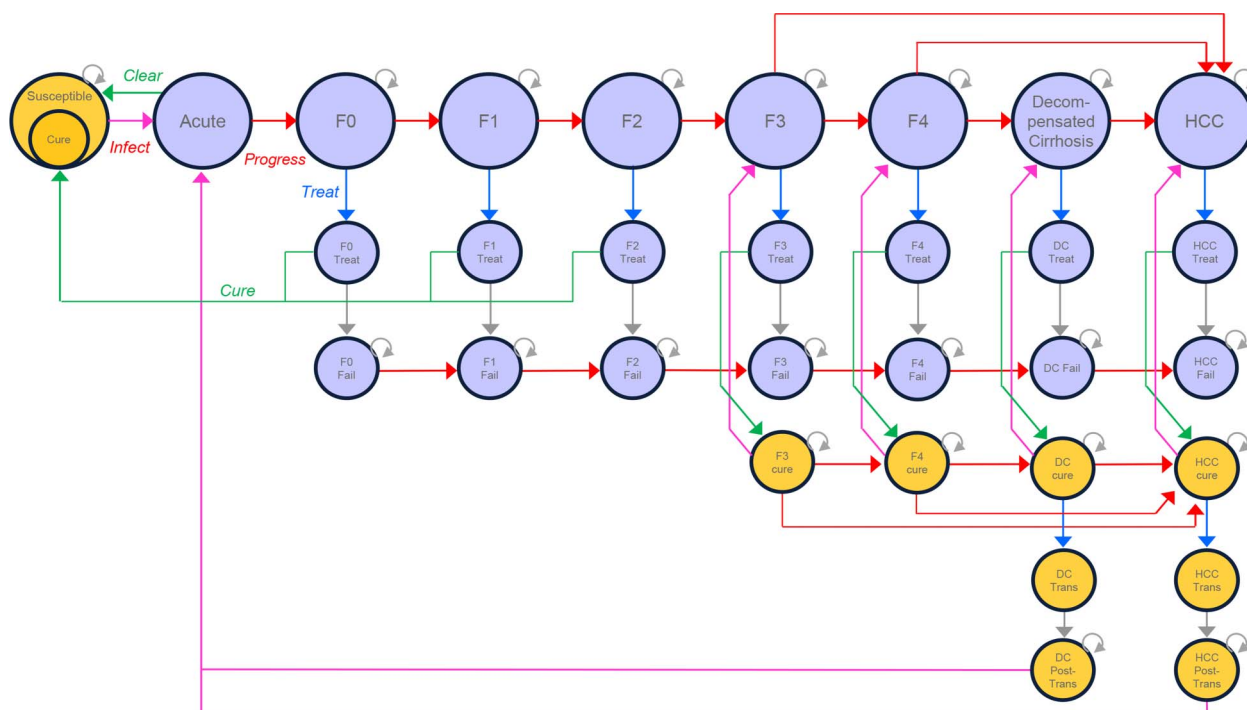 Susceptible
Cure
Clear
Infect
Acute
Progress
F0
F1
F2
F3
F4
Decom-
pensated
Cirrhosis
HCC
Treat
F0
Treat
F1
Treat
F2
Treat
F3
Treat
F4
Treat
DC
Treat
HCC
Treat
Cure
F0
Fail
F1
Fail
F2
Fail
F3
Fail
F4
Fail
DC Fail
HCC
Fail
F3
cure
F4
cure
DC
cure
HCC
cure
DC
Trans
HCC
Trans
DC
Post-
Trans
HCC
Post-
Trans